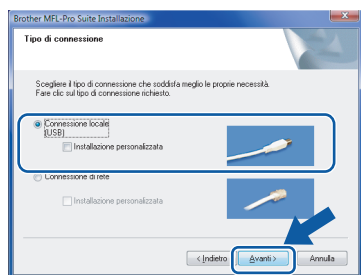 Brother MFL-Pro Suite Installazione
Tipo di connessione
Scegliere il tipo di connessione che soddisfa meglio le proprie necessità.
Fare clic sul tipo di connessione richiesto.
Connessione locale
(USB)
Installazione personalizzata
Connessione di rete
Installazione personalizzata
< Indietro
Avanti >
Annulla